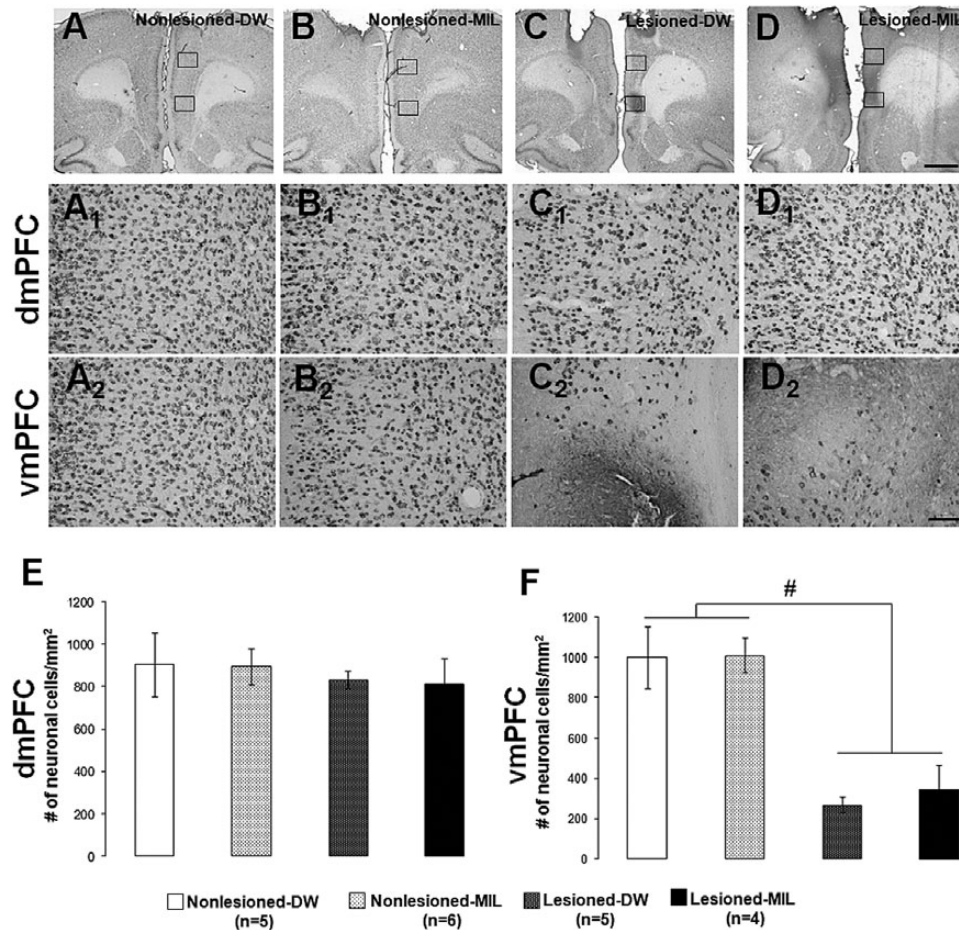 A Nonlesioned-DW
B Nonlesioned-MIL
C Lesioned-DW
D Lesioned-MIL
dmPFC
A1
B1
C1
D1
vmPFC
A2
B2
C2
D2
E
dmPFC
# of neuronal cells/mm²
1200
1000
800
600
400
200
0
F
#
vmPFC
# of neuronal cells/mm²
1200
1000
800
600
400
200
0
Nonlesioned-DW
(n=5)
Nonlesioned-MIL
(n=6)
Lesioned-DW
(n=5)
Lesioned-MIL
(n=4)